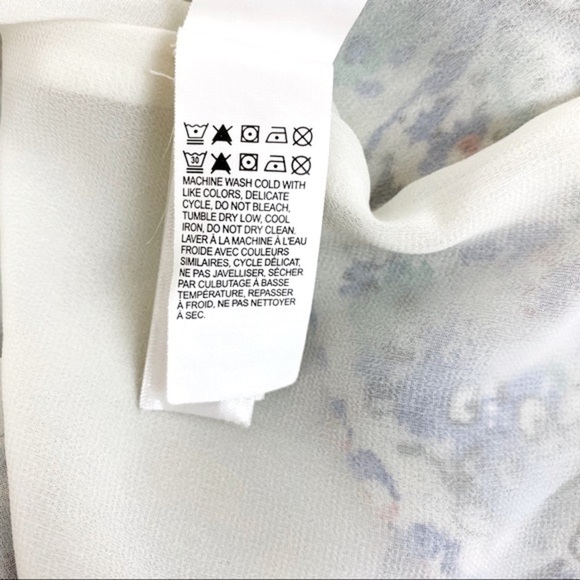 30
MACHINE WASH COLD WITH
LIKE COLORS, DELICATE
CYCLE, DO NOT BLEACH,
TUMBLE DRY LOW, COOL
IRON, DO NOT DRY CLEAN.
LAVER À LA MACHINE À L'EAU
FROIDE AVEC COULEURS
SIMILAIRES, CYCLE DÉLICAT,
NE PAS JAVELLISER, SÉCHER
PAR CULBUTAGE À BASSE
TEMPÉRATURE, REPASSER
À FROID, NE PAS NETTOYER
À SEC.